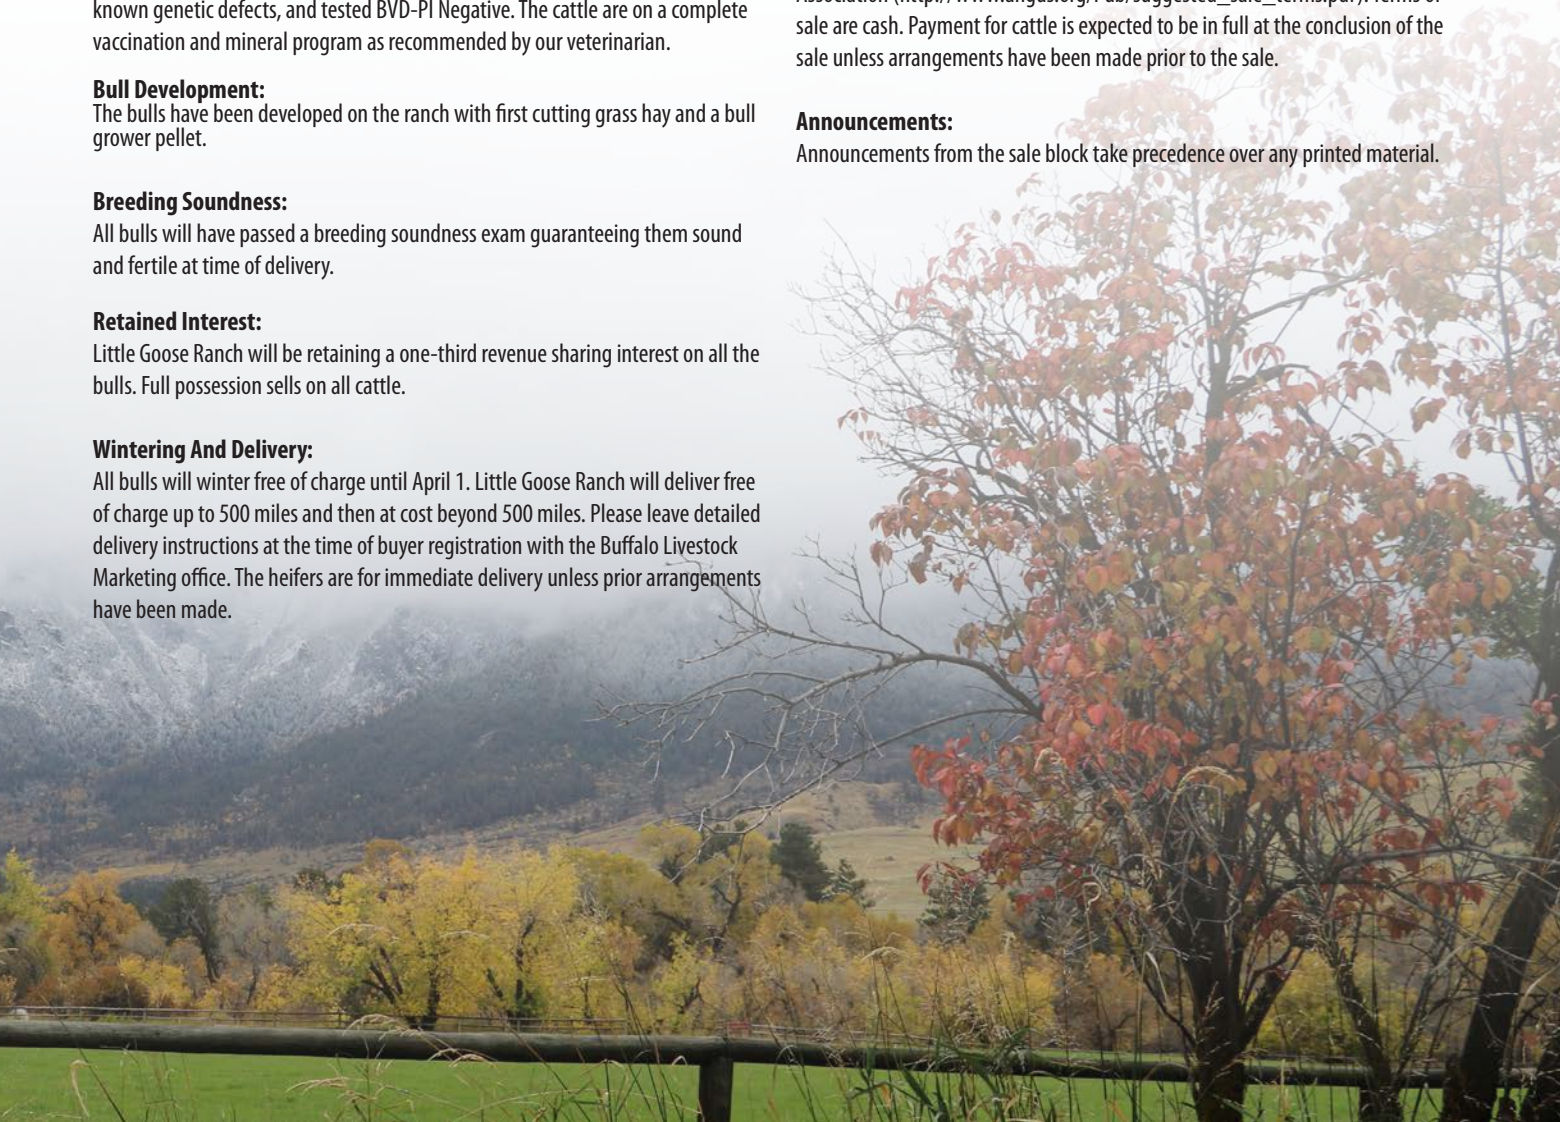 known genetic defects, and tested BVD-PI Negative. The cattle are on a complete
vaccination and mineral program as recommended by our veterinarian.
Bull Development:
The bulls have been developed on the ranch with first cutting grass hay and a bull
grower pellet.
Breeding Soundness:
All bulls will have passed a breeding soundness exam guaranteeing them sound
and fertile at time of delivery.
Retained Interest:
Little Goose Ranch will be retaining a one-third revenue sharing interest on all the
bulls. Full possession sells on all cattle.
Wintering And Delivery:
All bulls will winter free of charge until April 1. Little Goose Ranch will deliver free
of charge up to 500 miles and then at cost beyond 500 miles. Please leave detailed
delivery instructions at the time of buyer registration with the Buffalo Livestock
Marketing office. The heifers are for immediate delivery unless prior arrangements
have been made.
sale are cash. Payment for cattle is expected to be in full at the conclusion of the
sale unless arrangements have been made prior to the sale.
Announcements:
Announcements from the sale block take precedence over any printed material.